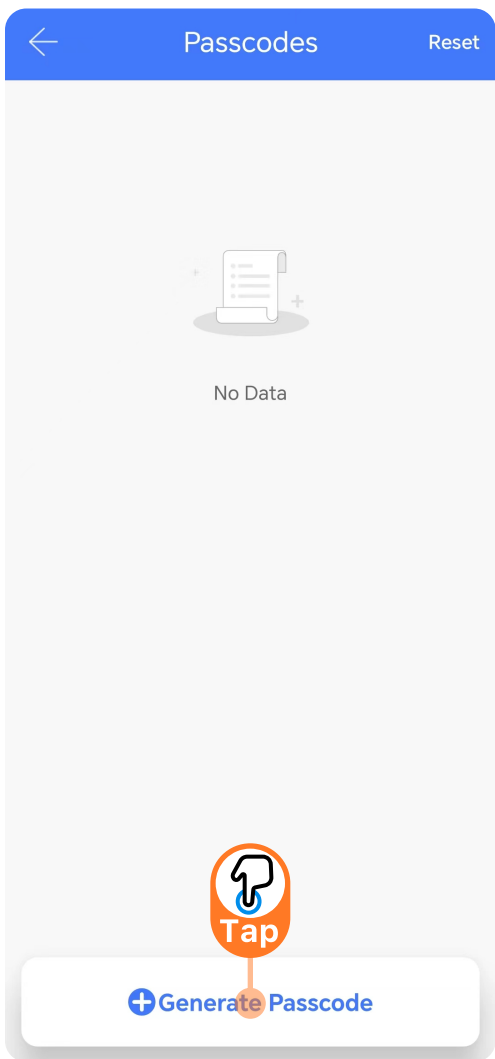 Passcodes
Reset
No Data
Tap
Generate Passcode